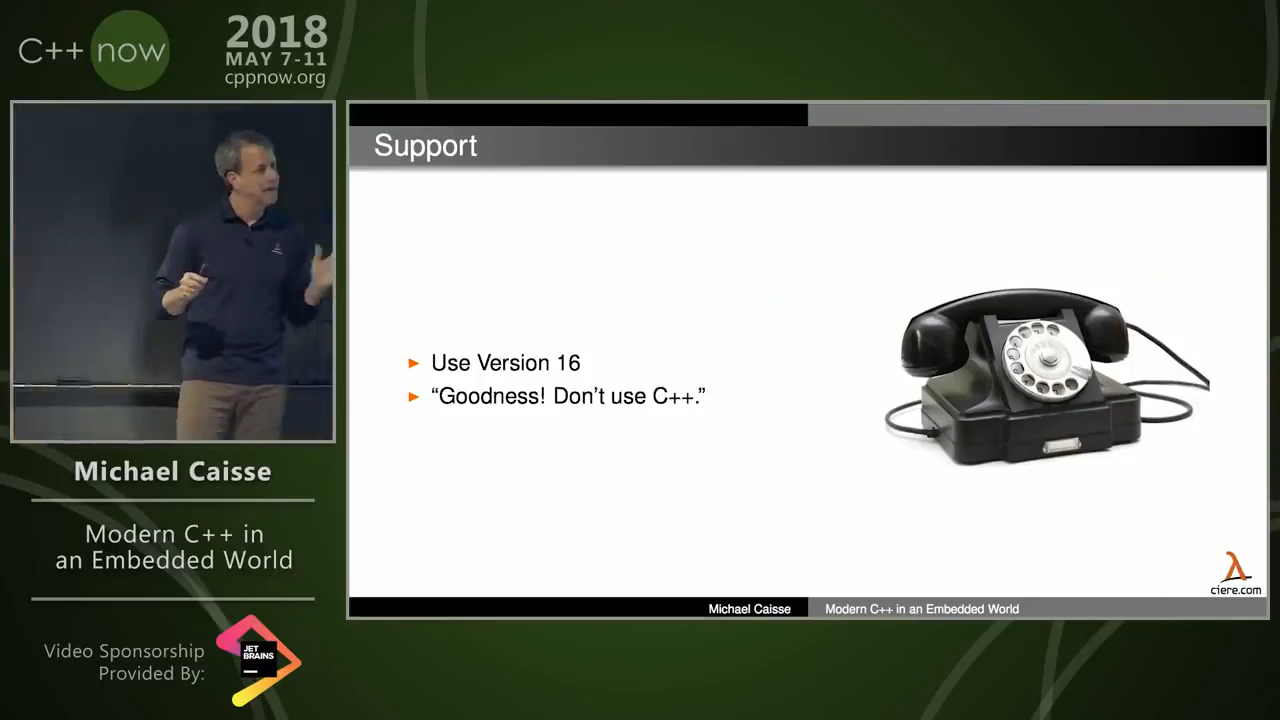 C++ now
2018
MAY 7-11
cppnow.org
Support
► Use Version 16
► “Goodness! Don’t use C++.”
λ
ciere.com
Michael Caisse
Modern C++ in an Embedded World
Michael Caisse
Modern C++ in
an Embedded World
Video Sponsorship
Provided By:
JET
BRAINS